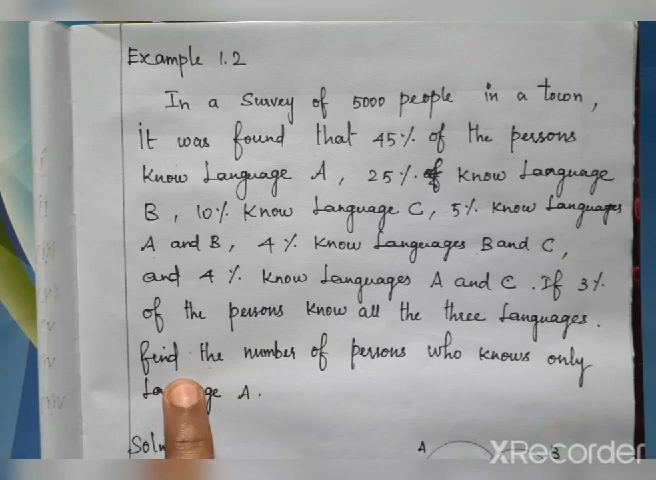 Example 1.2
In a survey of 5000 people in a town,
it was found that 45% of the persons
know Language A, 25% of know Language
B, 10% know Language C, 5% know Languages
A and B, 4% know Languages B and C,
and 4% know Languages A and C. If 3%
of the persons know all the three Languages.
find the number of persons who knows only
A.
Soln
A
B
XRecorder